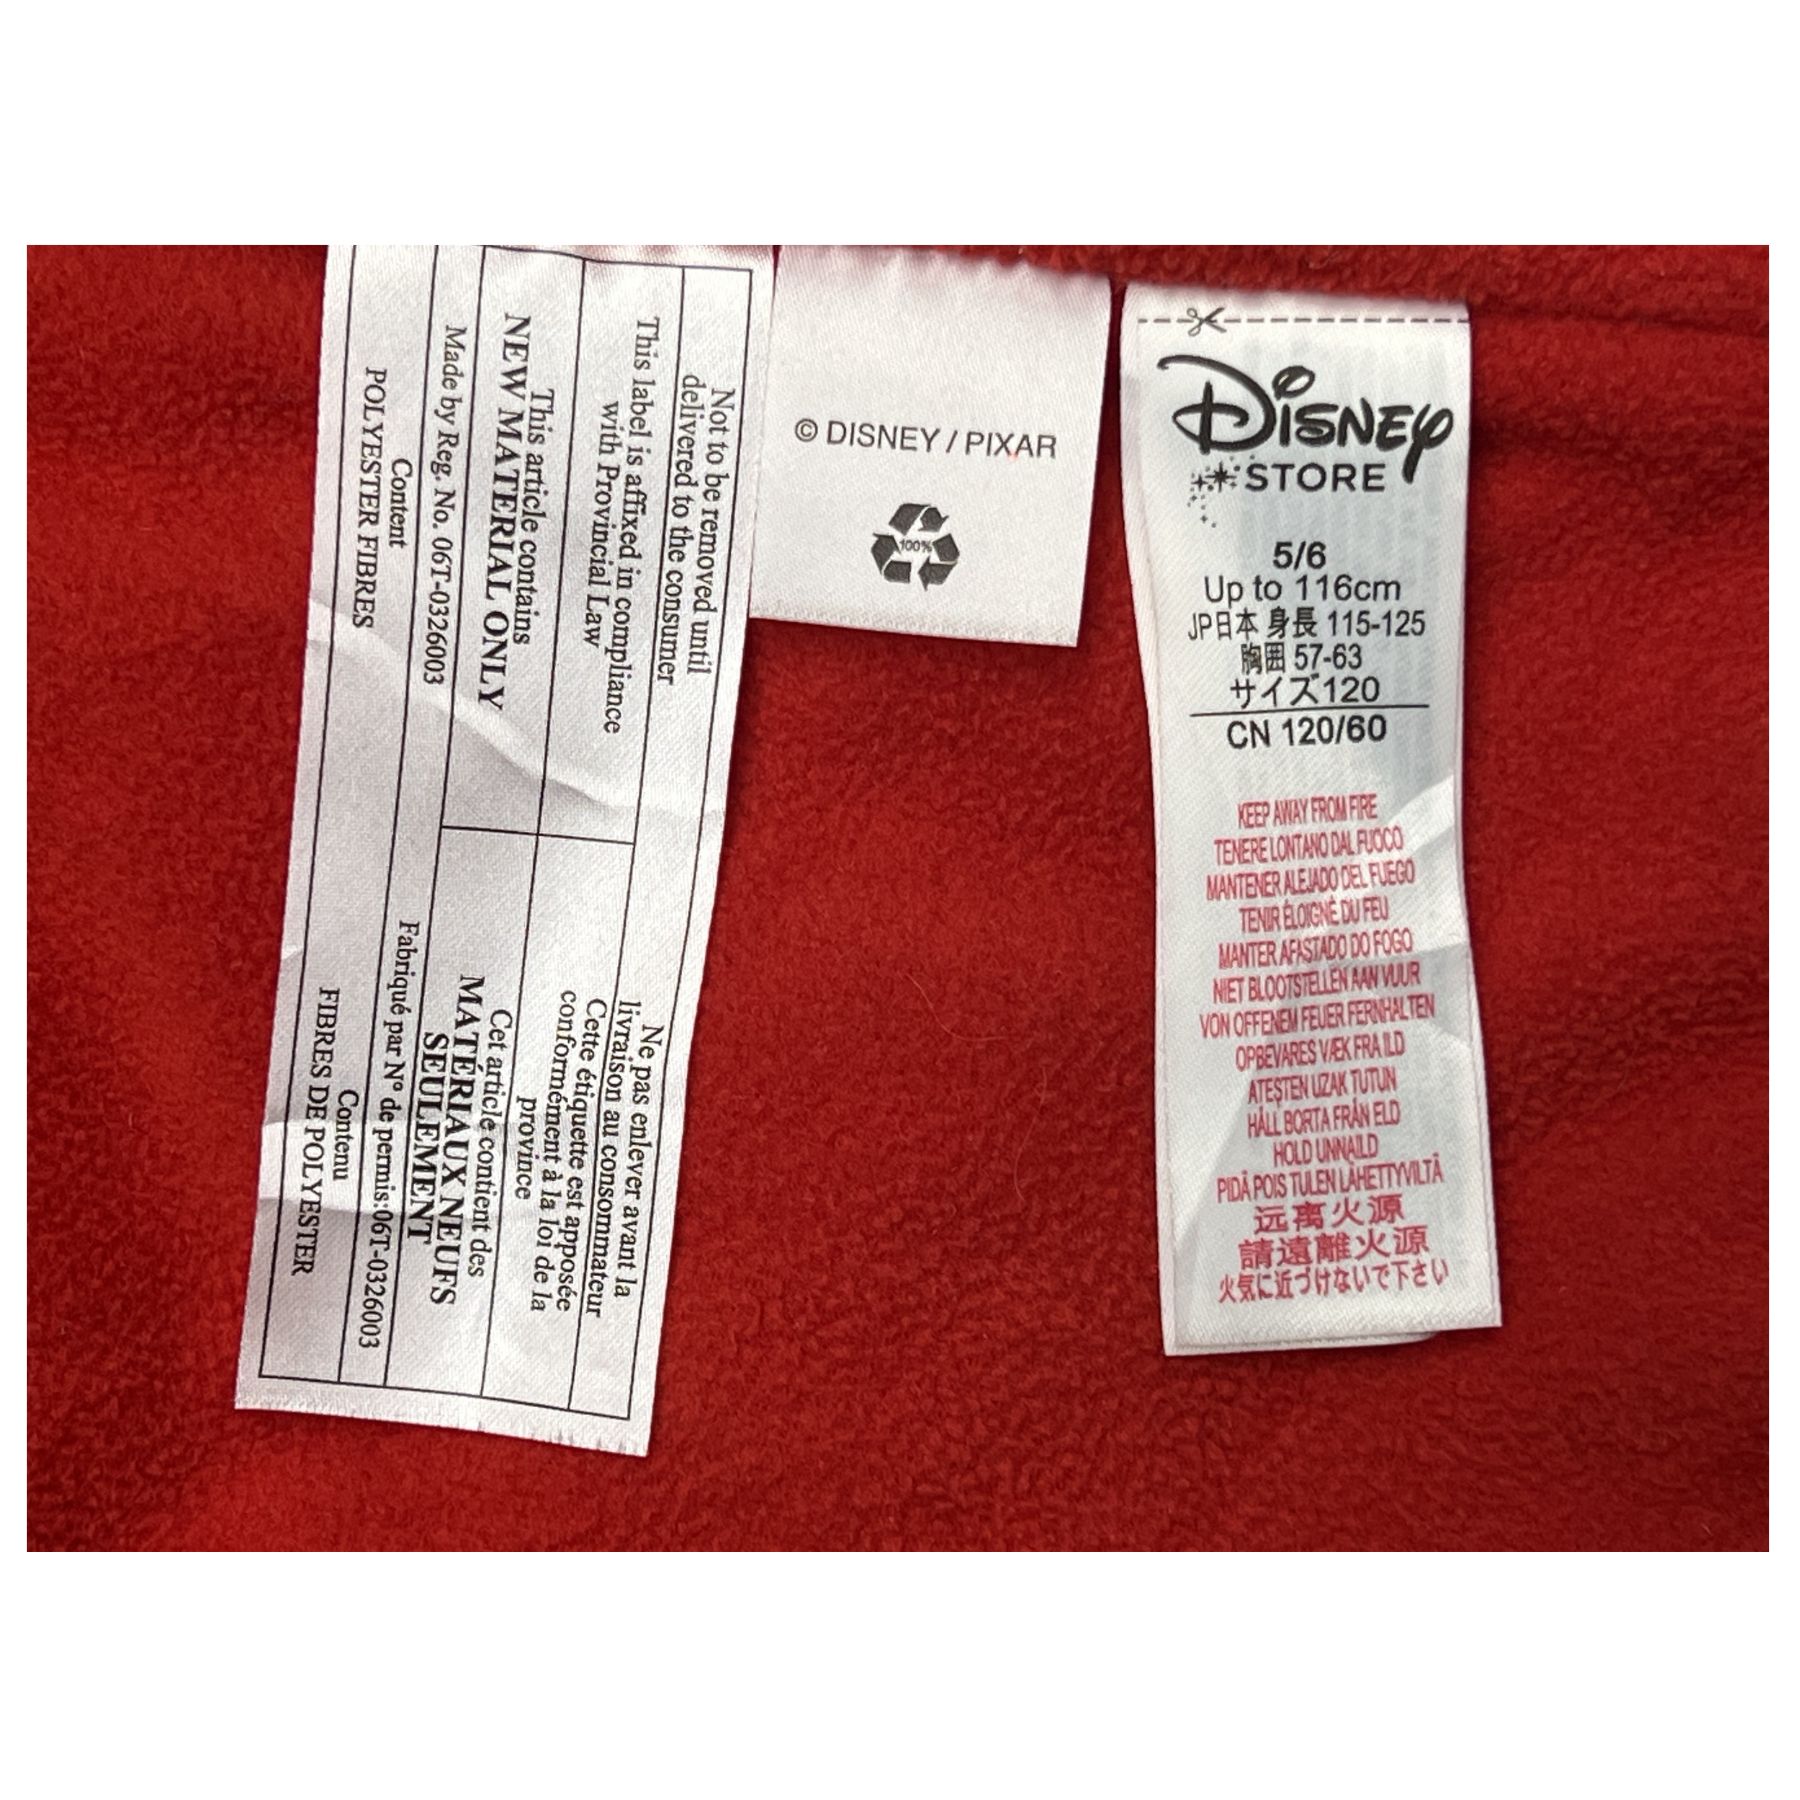 Not to be removed until
delivered to the consumer
This label is affixed in compliance
with Provincial Law
This article contains
NEW MATERIAL ONLY
Made by Reg. No. 06T-0326003
Content
POLYESTER FIBRES
Ne pas enlever avant la
livraison au consommateur
Cette étiquette est apposée
conformément à la loi de la
province
Cet article contient des
MATÉRIAUX NEUFS
SEULEMENT
Fabriqué par Nº de permis:06T-0326003
Contenu
FIBRES DE POLYESTER
© DISNEY / PIXAR
100%
DISNEY
STORE
5/6
Up to 116cm
JP日本 身長 115-125
胸囲 57-63
サイズ120
CN 120/60
KEEP AWAY FROM FIRE
TENERE LONTANO DAL FUOCO
MANTENER ALEJADO DEL FUEGO
TENIR ÉLOIGNÉ DU FEU
MANTER AFASTADO DO FOGO
NIET BLOOTSTELLEN AAN VUUR
VON OFFENEM FEUER FERNHALTEN
OPBEVARES VÆK FRA ILD
ATEŞTEN UZAK TUTUN
HÅLL BORTA FRÅN ELD
HOLD UNNA ILD
PIDÄ POIS TULEN LÄHETTYVILTÄ
远离火源
請遠離火源
火気に近づけないで下さい